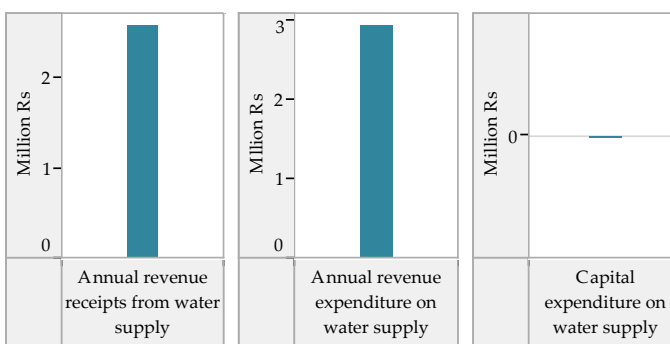 Million Rs
2
1
0
Annual revenue
receipts from water
supply
Million Rs
3
2
1
0
Annual revenue
expenditure on
water supply
Million Rs
0
Capital
expenditure on
water supply